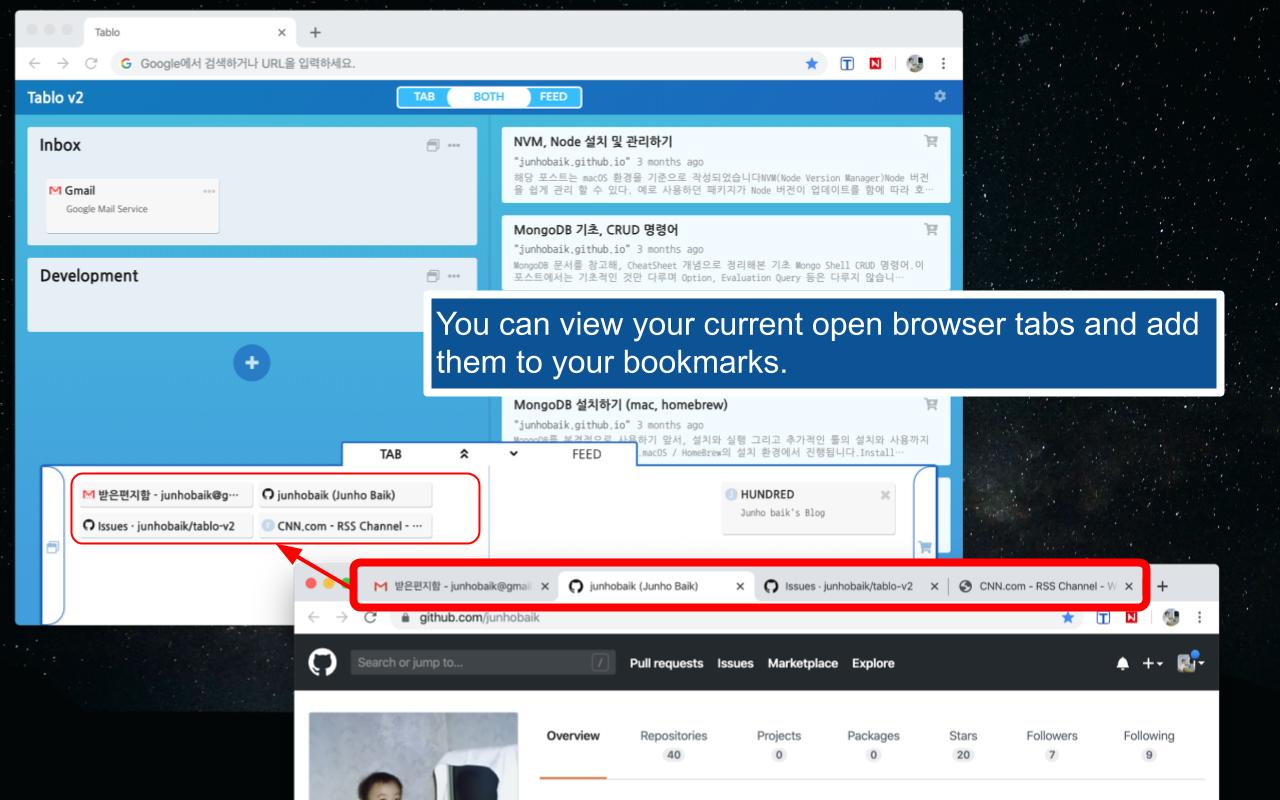 Tablo
Google에서 검색하거나 URL을 입력하세요.
Tablo v2
TAB BOTH FEED
Inbox
Gmail
Google Mail Service
Development
NVM, Node 설치 및 관리하기
"junhobaik.github.io" 3 months ago
해당 포스트는 macOS 환경을 기준으로 작성되었습니다NVM(Node Version Manager)Node 버전
을 쉽게 관리 할 수 있다. 예로 사용하던 패키지가 Node 버전이 업데이트를 함에 따라 호…
MongoDB 기초, CRUD 명령어
"junhobaik.github.io" 3 months ago
MongoDB 문서를 참고해, CheatSheet 개념으로 정리해본 기초 Mongo Shell CRUD 명령어.이
포스트에서는 기초적인 것만 다루며 Option, Evaluation Query 등은 다루지 않습니…
You can view your current open browser tabs and add
them to your bookmarks.
MongoDB 설치하기 (mac, homebrew)
"junhobaik.github.io" 3 months ago
MongoDB를 본격적으로 사용하기 앞서, 설치와 실행 그리고 추가적인 툴의 설치와 사용까지
.macOS / HomeBrew의 설치 환경에서 진행됩니다.Install…
TAB FEED
받은편지함 - junhobaik@g…
junhobaik (Junho Baik)
Issues · junhobaik/tablo-v2
CNN.com - RSS Channel - …
HUNDRED
Junho baik's Blog
받은편지함 - junhobaik@gmai
junhobaik (Junho Baik)
Issues · junhobaik/tablo-v2
CNN.com - RSS Channel - W
github.com/junhobaik
Search or jump to... /
Pull requests Issues Marketplace Explore
Overview Repositories Projects Packages Stars Followers Following
40 0 0 20 7 9